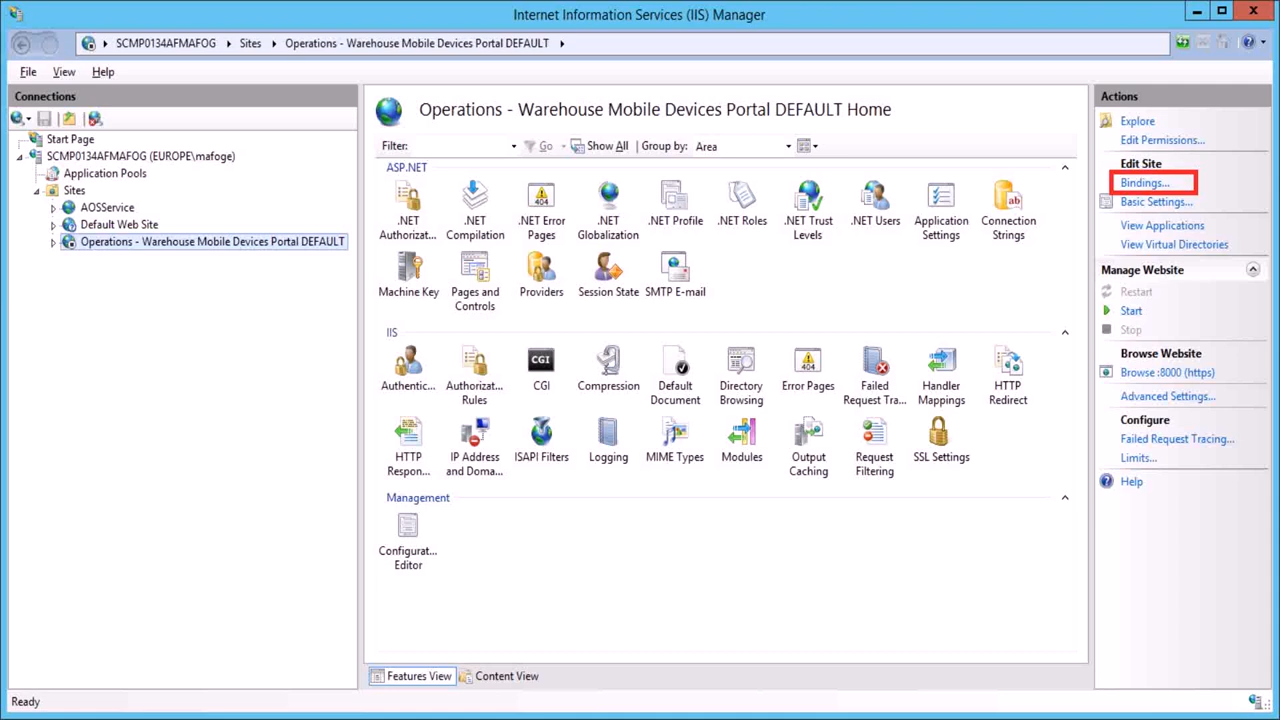 Internet Information Services (IIS) Manager
SCMP0134AFMAFOG Sites Operations - Warehouse Mobile Devices Portal DEFAULT
File View Help
Connections
Start Page
SCMP0134AFMAFOG (EUROPE\mafoge)
Application Pools
Sites
AOSService
Default Web Site
Operations - Warehouse Mobile Devices Portal DEFAULT
Operations - Warehouse Mobile Devices Portal DEFAULT Home
Filter: Go Show All Group by: Area
ASP.NET
.NET Authorizat...
.NET Compilation
.NET Error Pages
.NET Globalization
.NET Profile
.NET Roles
.NET Trust Levels
.NET Users
Application Settings
Connection Strings
Machine Key
Pages and Controls
Providers
Session State
SMTP E-mail
IIS
Authentic...
Authorizat... Rules
CGI
CGI
Compression
Default Document
Directory Browsing
404
Error Pages
Failed Request Tra...
Handler Mappings
HTTP Redirect
HTTP Respon...
IP Address and Doma...
ISAPI Filters
Logging
MIME Types
Modules
Output Caching
Request Filtering
SSL Settings
Management
Configurat... Editor
Features View
Content View
Actions
Explore
Edit Permissions...
Edit Site
Bindings...
Basic Settings...
View Applications
View Virtual Directories
Manage Website
Restart
Start
Stop
Browse Website
Browse :8000 (https)
Advanced Settings...
Configure
Failed Request Tracing...
Limits...
Help
Ready